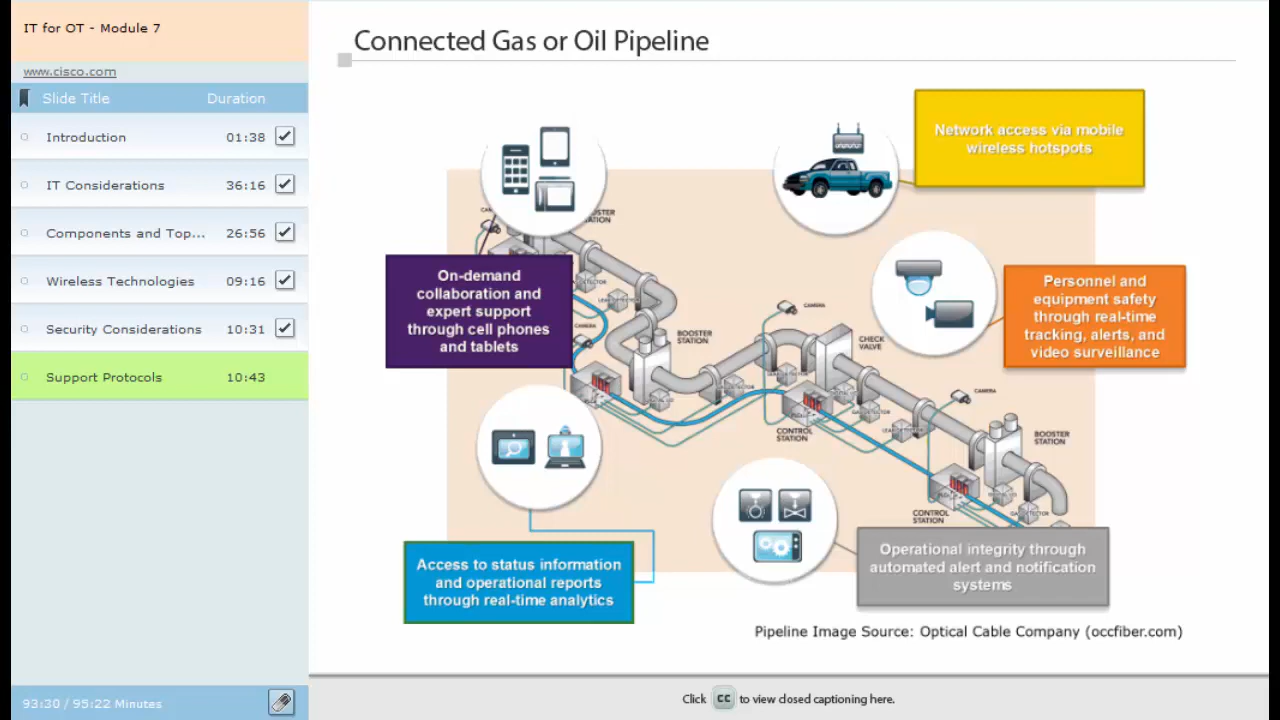 IT for OT - Module 7
www.cisco.com
Slide Title Duration
Introduction 01:38
IT Considerations 36:16
Components and Top... 26:56
Wireless Technologies 09:16
Security Considerations 10:31
Support Protocols 10:43
93:30 / 95:22 Minutes
Connected Gas or Oil Pipeline
Network access via mobile
wireless hotspots
STATION
On-demand
collaboration and
expert support
through cell phones
and tablets
CAMERA
BOOSTER
STATION
CAMERA
CHECK
VALVE
Personnel and
equipment safety
through real-time
tracking, alerts, and
video surveillance
CAMERA
CONTROL
STATION
BOOSTER
STATION
CONTROL
STATION
Access to status information
and operational reports
through real-time analytics
Operational integrity through
automated alert and notification
systems
Pipeline Image Source: Optical Cable Company (occfiber.com)
Click CC to view closed captioning here.